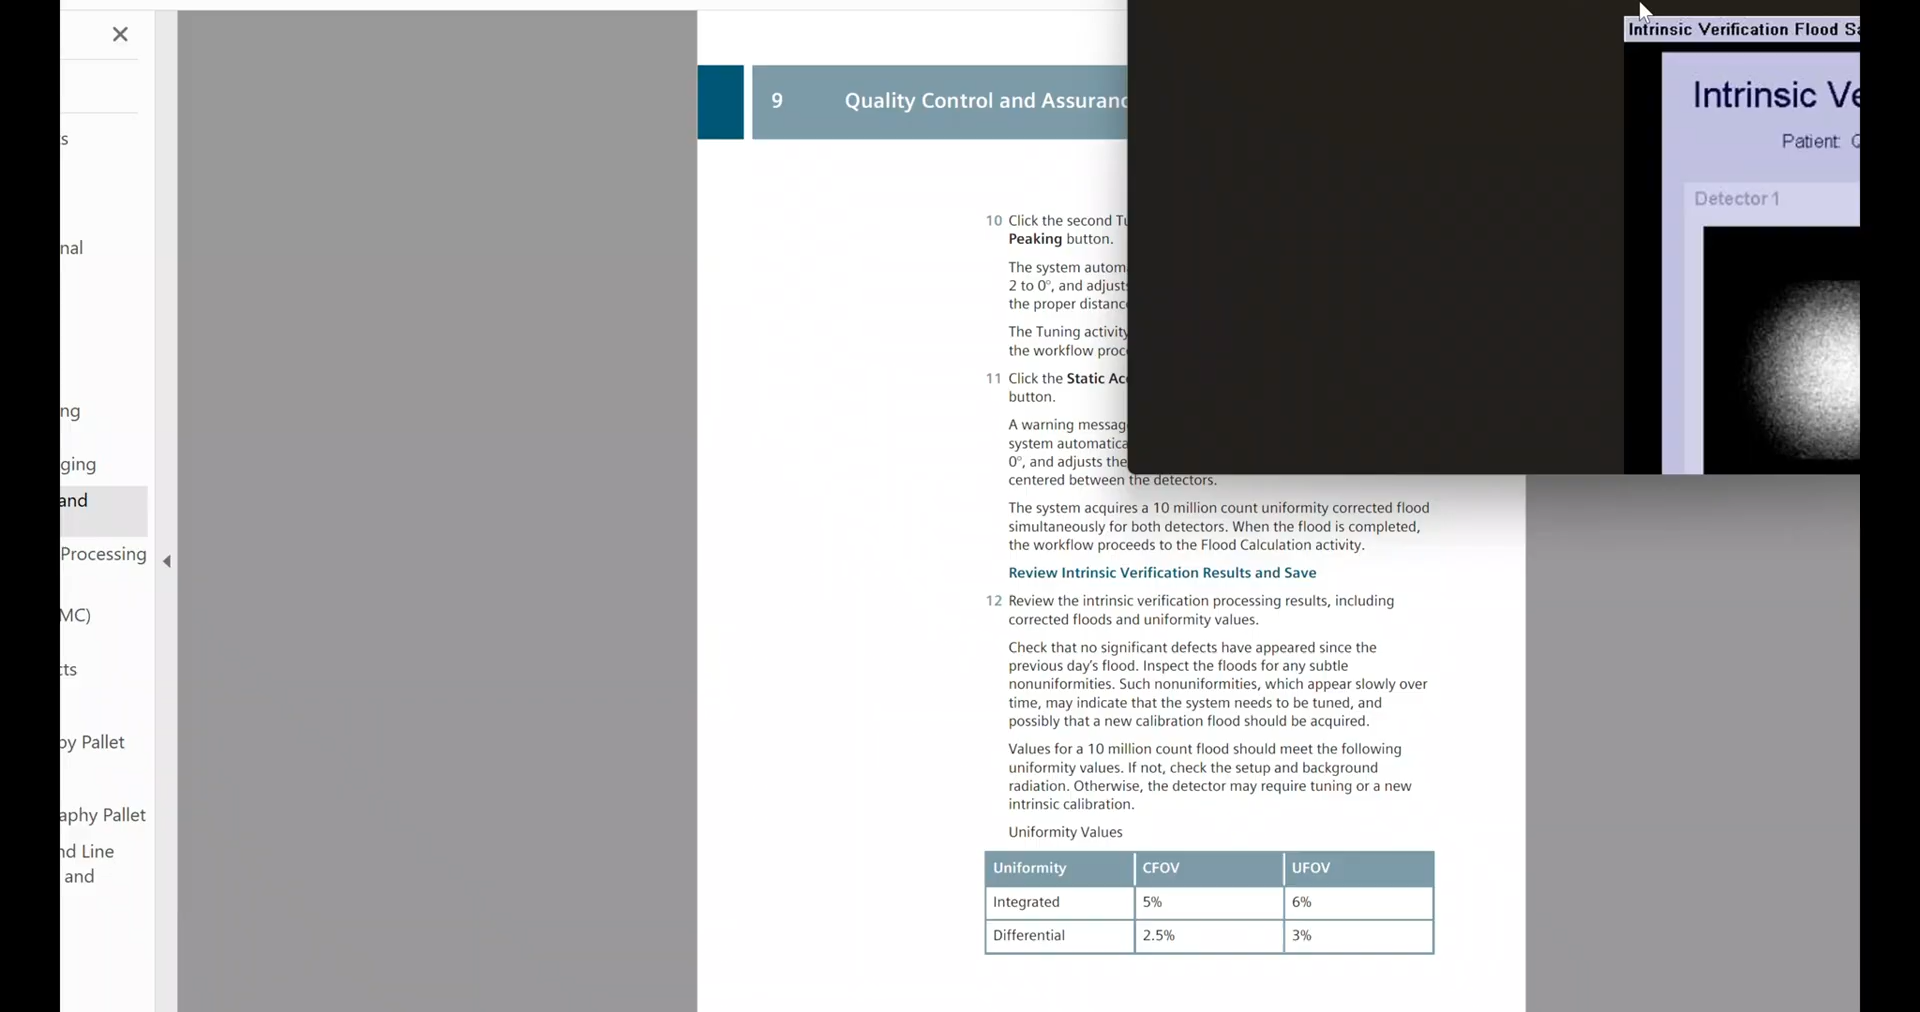 s
nal
ng
ging
and
Processing
MC)
cts
by Pallet
aphy Pallet
nd Line
and
9 Quality Control and Assuranc
10 Click the second Tu
Peaking button.
The system autom
2 to 0°, and adjusts
the proper distance
The Tuning activity
the workflow proc
11 Click the Static Acc
button.
A warning messag
system automatica
0°, and adjusts the
centered between the detectors.
The system acquires a 10 million count uniformity corrected flood
simultaneously for both detectors. When the flood is completed,
the workflow proceeds to the Flood Calculation activity.
Review Intrinsic Verification Results and Save
12 Review the intrinsic verification processing results, including
corrected floods and uniformity values.
Check that no significant defects have appeared since the
previous day's flood. Inspect the floods for any subtle
nonuniformities. Such nonuniformities, which appear slowly over
time, may indicate that the system needs to be tuned, and
possibly that a new calibration flood should be acquired.
Values for a 10 million count flood should meet the following
uniformity values. If not, check the setup and background
radiation. Otherwise, the detector may require tuning or a new
intrinsic calibration.
Uniformity Values
Uniformity CFOV UFOV
Integrated 5% 6%
Differential 2.5% 3%
Intrinsic Verification Flood Sa
Intrinsic Ve
Patient: Q
Detector 1